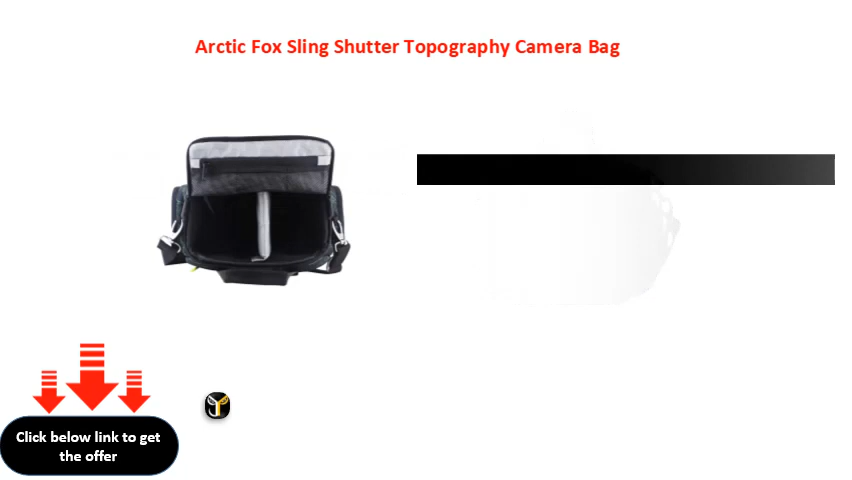 Arctic Fox Sling Shutter Topography Camera Bag
Click below link to get
the offer